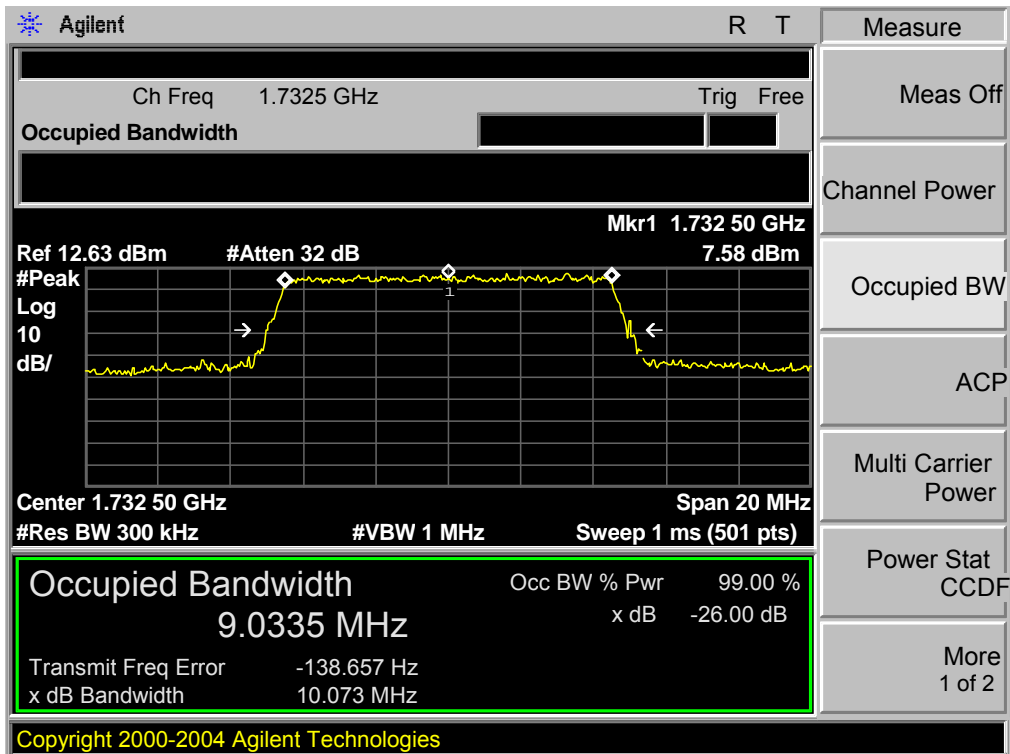 Agilent R T
Ch Freq 1.7325 GHz Trig Free
Occupied Bandwidth
Mkr1 1.732 50 GHz
Ref 12.63 dBm #Atten 32 dB 7.58 dBm
#Peak
Log
10
dB/
1
Center 1.732 50 GHz Span 20 MHz
#Res BW 300 kHz #VBW 1 MHz Sweep 1 ms (501 pts)
Occupied Bandwidth Occ BW % Pwr 99.00 %
9.0335 MHz x dB -26.00 dB
Transmit Freq Error -138.657 Hz
x dB Bandwidth 10.073 MHz
Copyright 2000-2004 Agilent Technologies
Measure
Meas Off
Channel Power
Occupied BW
ACP
Multi Carrier
Power
Power Stat
CCDF
More
1 of 2